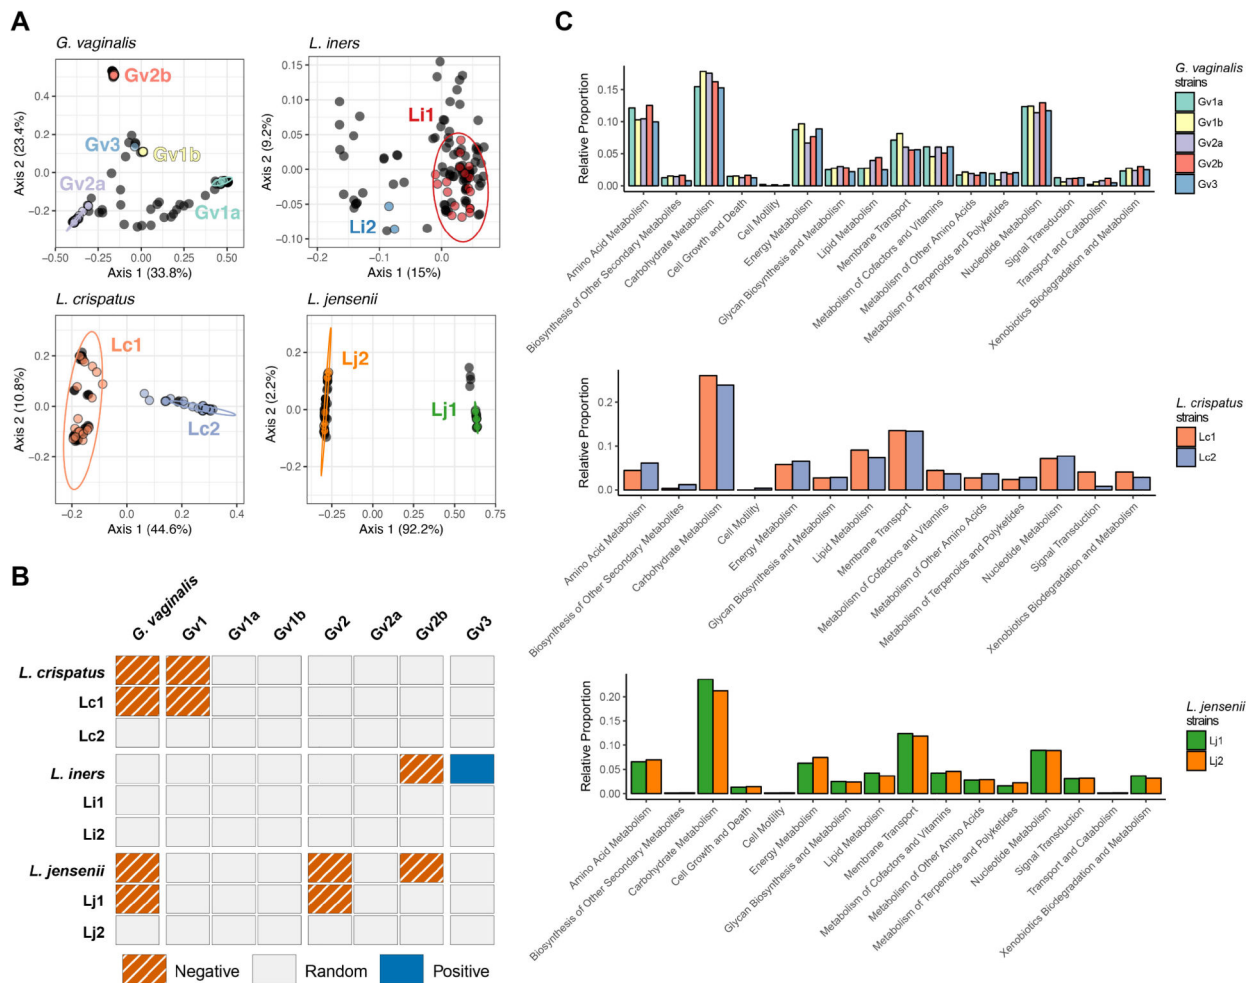 A
G. vaginalis
Axis 2 (23.4%)
0.4
0.2
0.0
−0.2
Gv2b
Gv3
Gv1b
Gv2a
Gv1a
−0.50
−0.25
0.00
0.25
0.50
Axis 1 (33.8%)
L. iners
Axis 2 (9.2%)
0.15
0.10
0.05
0.00
−0.05
−0.10
Li1
Li2
−0.2
−0.1
0.0
Axis 1 (15%)
L. crispatus
Axis 2 (10.8%)
0.2
0.0
−0.2
Lc1
Lc2
−0.2
0.0
0.2
0.4
Axis 1 (44.6%)
L. jensenii
Axis 2 (2.2%)
0.2
0.0
−0.2
Lj2
Lj1
−0.25
0.00
0.25
0.50
0.75
Axis 1 (92.2%)
B
G. vaginalis
Gv1
Gv1a
Gv1b
Gv2
Gv2a
Gv2b
Gv3
L. crispatus
Lc1
Lc2
L. iners
Li1
Li2
L. jensenii
Lj1
Lj2
Negative
Random
Positive
C
Relative Proportion
0.15
0.10
0.05
0.00
Amino Acid Metabolism
Biosynthesis of Other Secondary Metabolites
Carbohydrate Metabolism
Cell Growth and Death
Cell Motility
Energy Metabolism
Glycan Biosynthesis and Metabolism
Lipid Metabolism
Membrane Transport
Metabolism of Cofactors and Vitamins
Metabolism of Other Amino Acids
Metabolism of Terpenoids and Polyketides
Nucleotide Metabolism
Signal Transduction
Transport and Catabolism
Xenobiotics Biodegradation and Metabolism
G. vaginalis
strains
Gv1a
Gv1b
Gv2a
Gv2b
Gv3
Relative Proportion
0.2
0.1
0.0
Amino Acid Metabolism
Biosynthesis of Other Secondary Metabolites
Carbohydrate Metabolism
Cell Motility
Energy Metabolism
Glycan Biosynthesis and Metabolism
Lipid Metabolism
Membrane Transport
Metabolism of Cofactors and Vitamins
Metabolism of Other Amino Acids
Metabolism of Terpenoids and Polyketides
Nucleotide Metabolism
Signal Transduction
Xenobiotics Biodegradation and Metabolism
L. crispatus
strains
Lc1
Lc2
Relative Proportion
0.20
0.15
0.10
0.05
0.00
Amino Acid Metabolism
Biosynthesis of Other Secondary Metabolites
Carbohydrate Metabolism
Cell Growth and Death
Cell Motility
Energy Metabolism
Glycan Biosynthesis and Metabolism
Lipid Metabolism
Membrane Transport
Metabolism of Cofactors and Vitamins
Metabolism of Other Amino Acids
Metabolism of Terpenoids and Polyketides
Nucleotide Metabolism
Signal Transduction
Transport and Catabolism
Xenobiotics Biodegradation and Metabolism
L. jensenii
strains
Lj1
Lj2